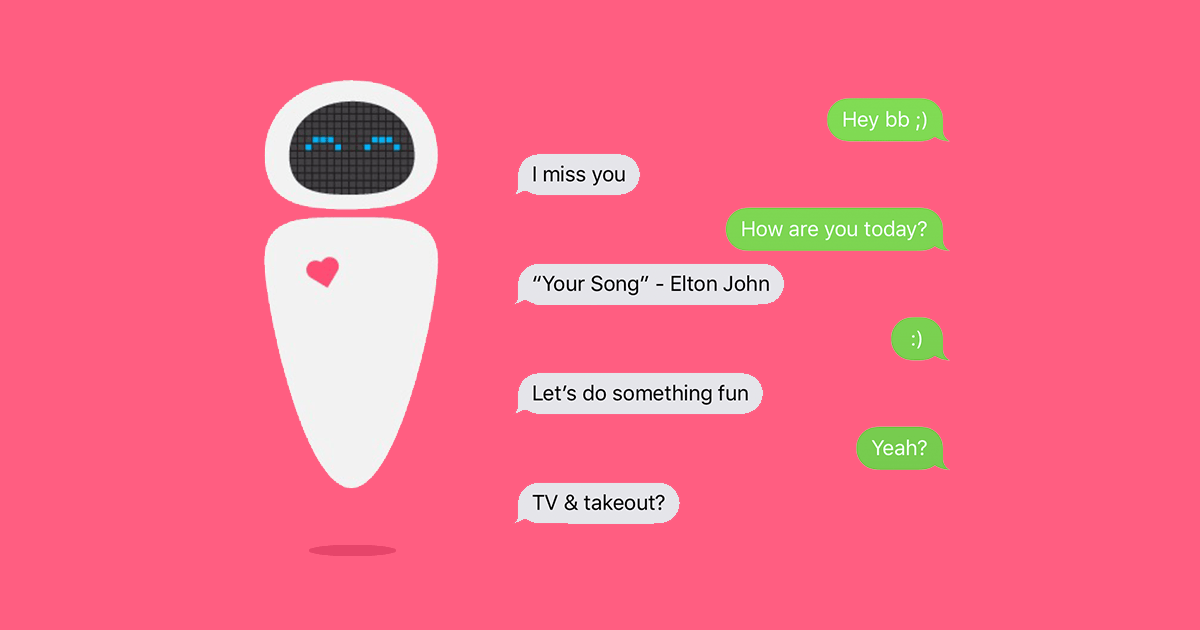 Hey bb ;)
I miss you
How are you today?
“Your Song” - Elton John
:)
Let’s do something fun
Yeah?
TV & takeout?